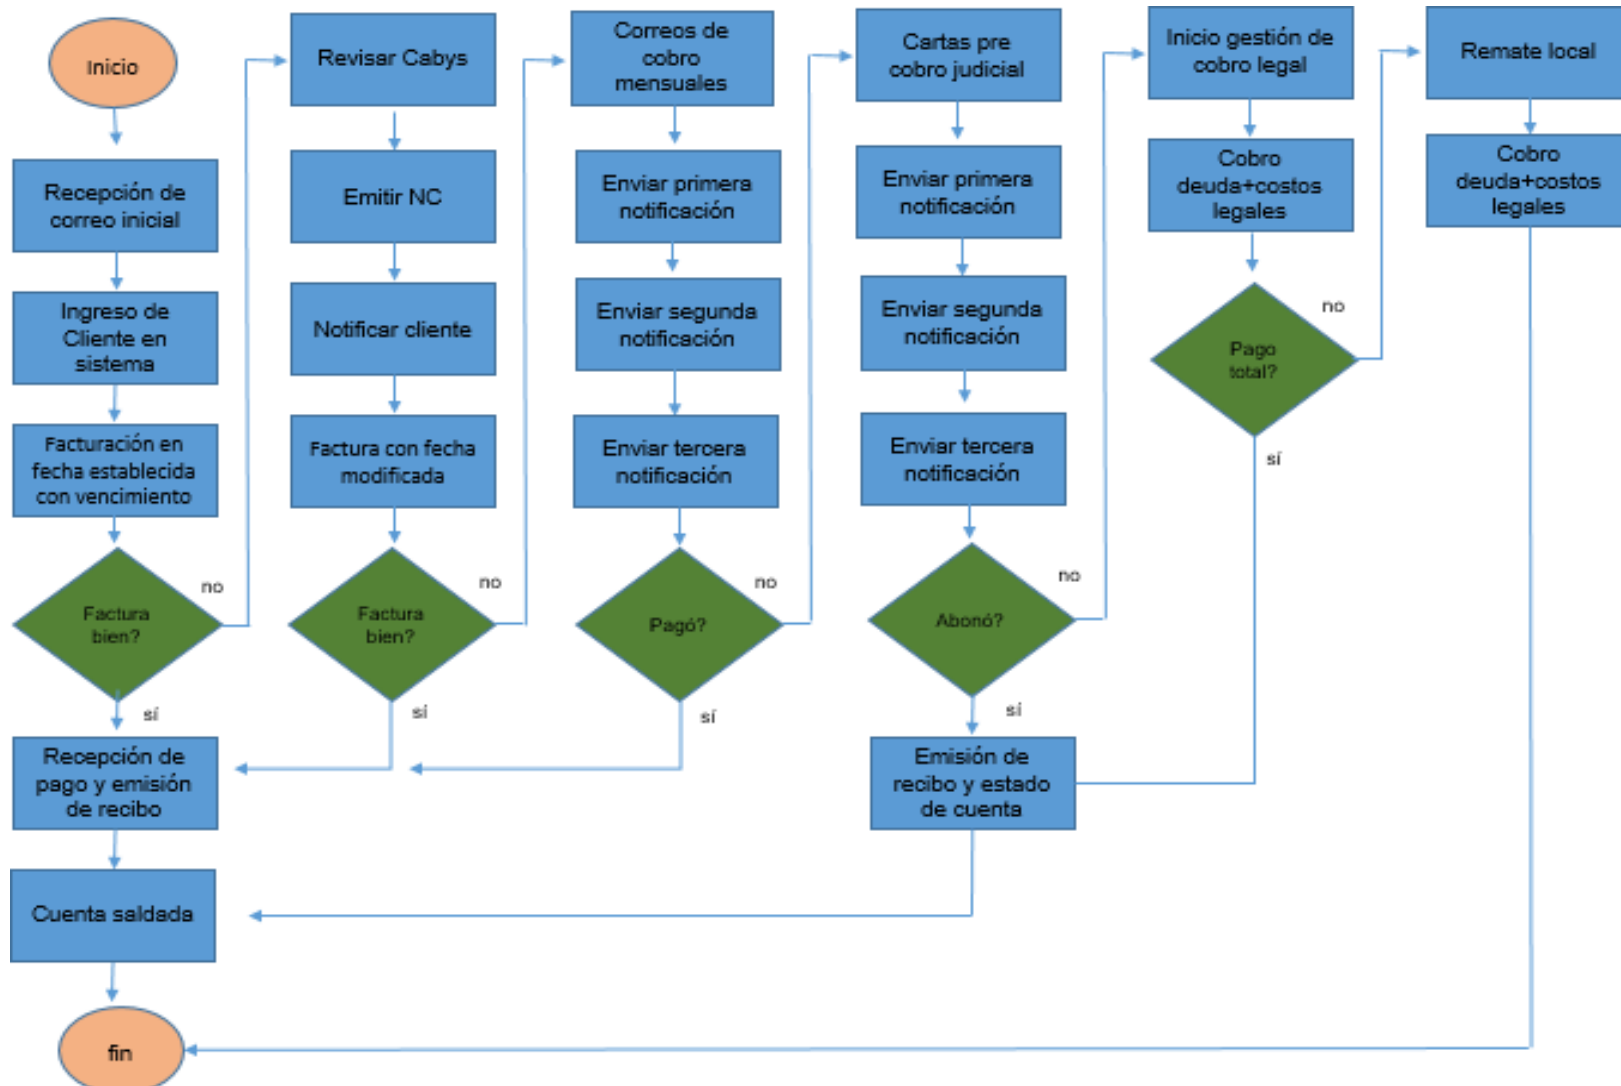 Inicio
Recepción de
correo inicial
Ingreso de
Cliente en
sistema
Facturación en
fecha establecida
con vencimiento
Factura
bien?
no
sí
Recepción de
pago y emisión
de recibo
Cuenta saldada
fin
Revisar Cabys
Emitir NC
Notificar cliente
Factura con fecha
modificada
Factura
bien?
no
sí
Correos de
cobro
mensuales
Enviar primera
notificación
Enviar segunda
notificación
Enviar tercera
notificación
Pagó?
no
sí
Cartas pre
cobro judicial
Enviar primera
notificación
Enviar segunda
notificación
Enviar tercera
notificación
Abonó?
no
sí
Emisión de
recibo y estado
de cuenta
Inicio gestión de
cobro legal
Cobro
deuda+costos
legales
Pago
total?
no
sí
Remate local
Cobro
deuda+costos
legales